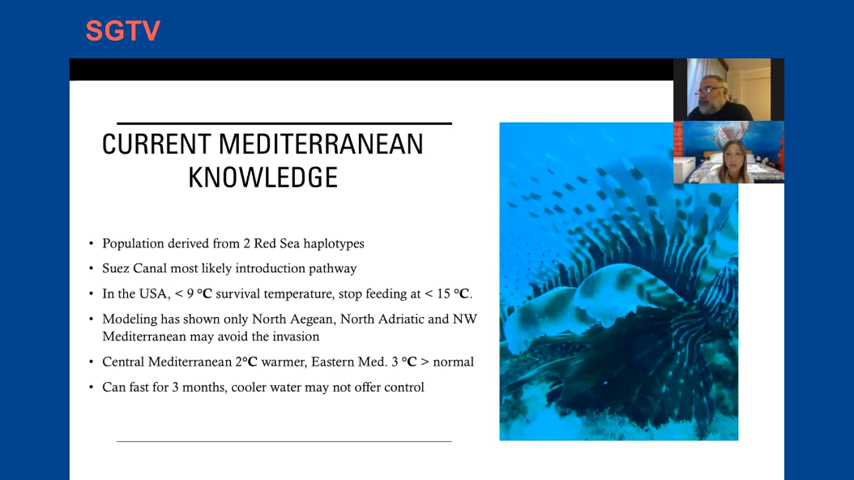 SGTV
CURRENT MEDITERRANEAN
KNOWLEDGE
• Population derived from 2 Red Sea haplotypes
• Suez Canal most likely introduction pathway
• In the USA, < 9 °C survival temperature, stop feeding at < 15 °C.
• Modeling has shown only North Aegean, North Adriatic and NW
Mediterranean may avoid the invasion
• Central Mediterranean 2°C warmer, Eastern Med. 3 °C > normal
• Can fast for 3 months, cooler water may not offer control